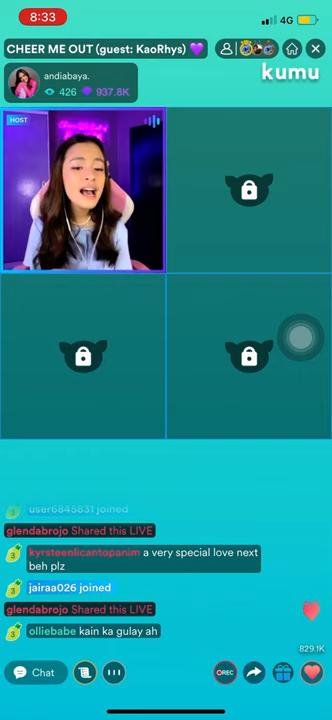 8:33
4G
CHEER ME OUT (guest: KaoRhys) 💜
kumu
andiabaya.
426 937.8K
HOST
user6845831 joined
glendabrojo Shared this LIVE
kyrsteenlicantopanim a very special love next
beh plz
jairaa026 joined
glendabrojo Shared this LIVE
olliebabe kain ka gulay ah
829.1K
Chat
REC